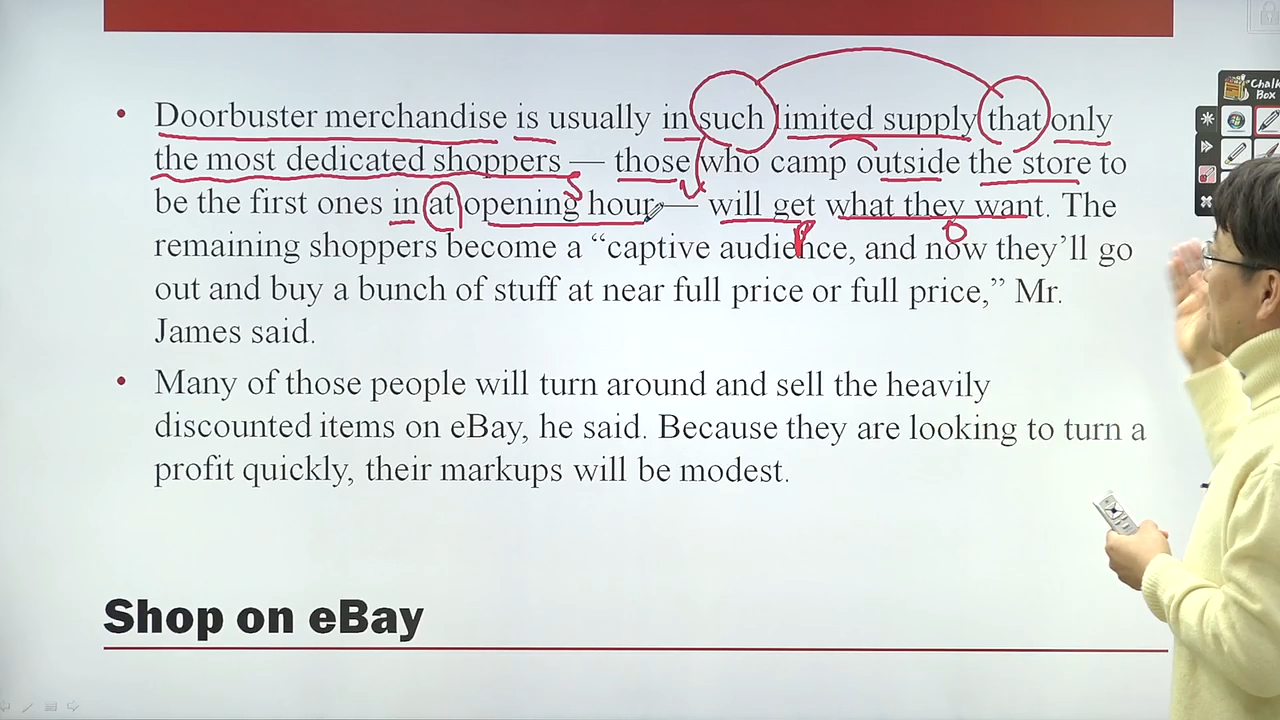 Doorbuster merchandise is usually in such limited supply that only
the most dedicated shoppers — those who camp outside the store to
be the first ones in at opening hour — will get what they want. The
remaining shoppers become a “captive audience, and now they’ll go
out and buy a bunch of stuff at near full price or full price,” Mr.
James said.
Many of those people will turn around and sell the heavily
discounted items on eBay, he said. Because they are looking to turn a
profit quickly, their markups will be modest.
Shop on eBay
Chalk
Box
S
V
O